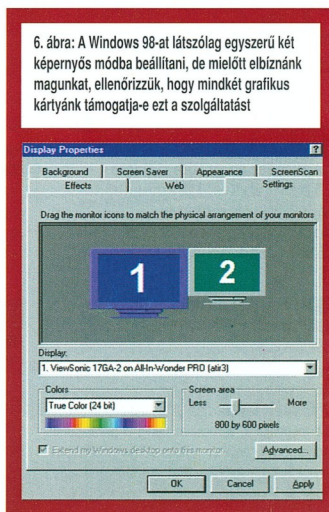 6. ábra: A Windows 98-at látszólag egyszerű két
képernyős módba beállítani, de mielőtt elbíznánk
magunkat, ellenőrizzük, hogy mindkét grafikus
kártyánk támogatja-e ezt a szolgáltatást
Display Properties
?
Background Screen Saver Appearance ScreenScan
Effects Web Settings
Drag the monitor icons to match the physical arrangement of your monitors
1 2
Display:
1. ViewSonic 17GA-2 on All-In-Wonder PRO (atir3)
Colors Screen area
True Color (24 bit) Less More
800 by 600 pixels
Extend my Windows desktop onto this monitor. Advanced...
OK Cancel Apply